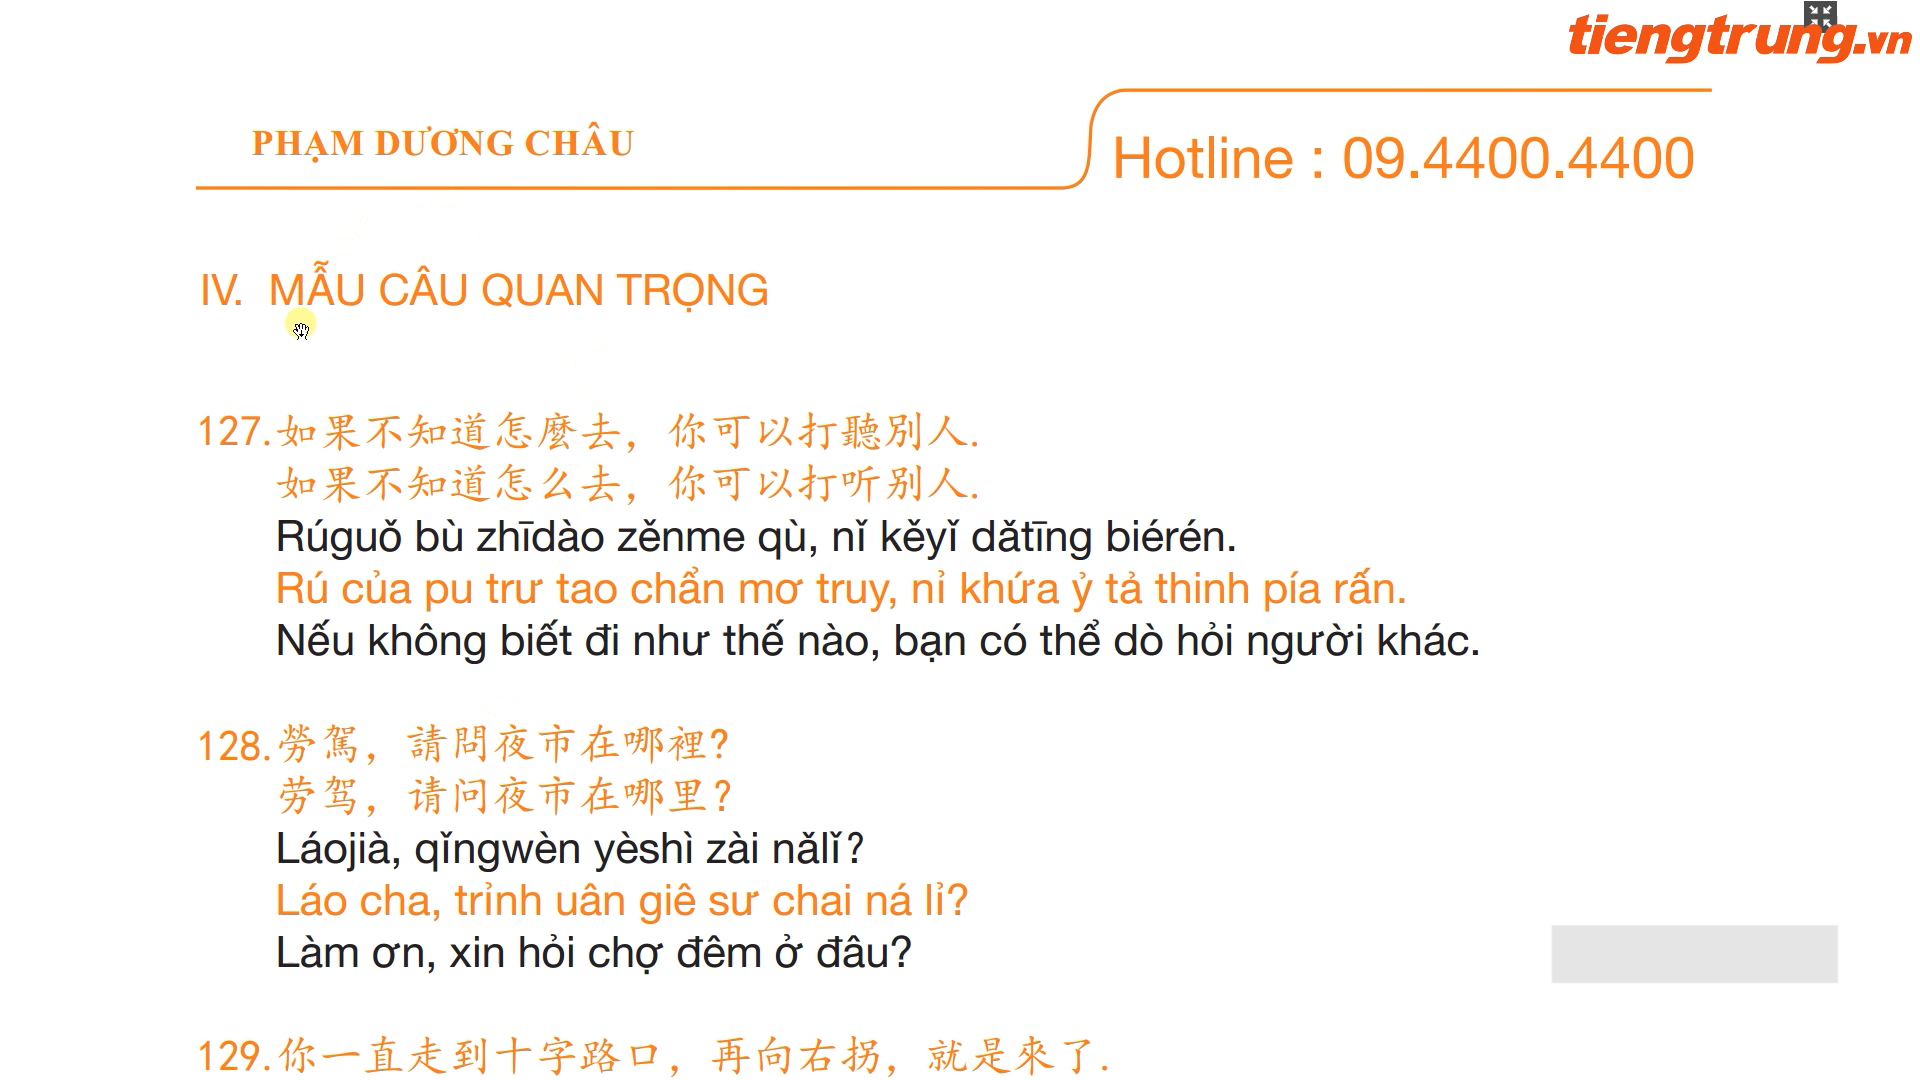 tiengtrung.vn
PHẠM DƯƠNG CHÂU
Hotline : 09.4400.4400
IV. MẪU CÂU QUAN TRỌNG
127.如果不知道怎麼去，你可以打聽別人.
如果不知道怎么去，你可以打听别人.
Rúguǒ bù zhīdào zěnme qù, nǐ kěyǐ dǎtīng biérén.
Rú của pu trư tao chẩn mơ truy, nỉ khứa ỷ tả thinh pía rấn.
Nếu không biết đi như thế nào, bạn có thể dò hỏi người khác.
128.勞駕，請問夜市在哪裡?
劳驾，请问夜市在哪里?
Láojià, qǐngwèn yèshì zài nǎlǐ?
Láo cha, trỉnh uân giê sư chai ná lỉ?
Làm ơn, xin hỏi chợ đêm ở đâu?
129.你一直走到十字路口，再向右拐，就是來了.